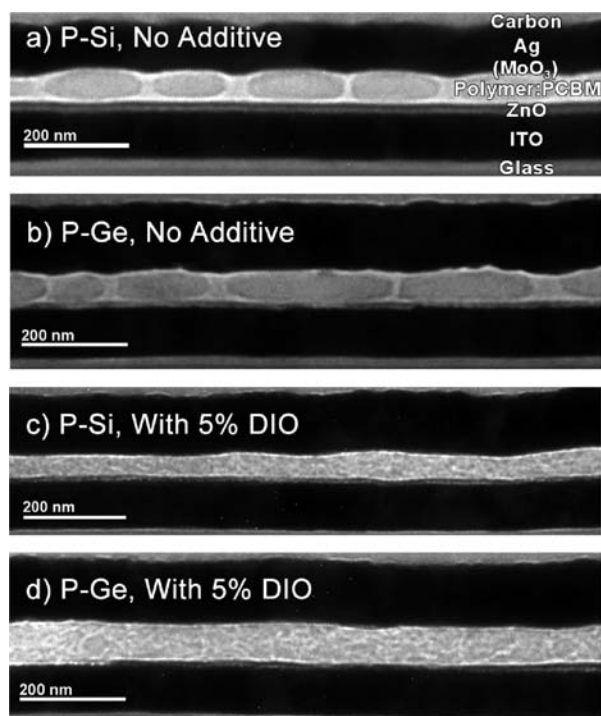 a) P-Si, No Additive
Carbon
Ag
(MoO₃)
Polymer:PCBM
ZnO
ITO
Glass
200 nm
b) P-Ge, No Additive
200 nm
c) P-Si, With 5% DIO
200 nm
d) P-Ge, With 5% DIO
200 nm